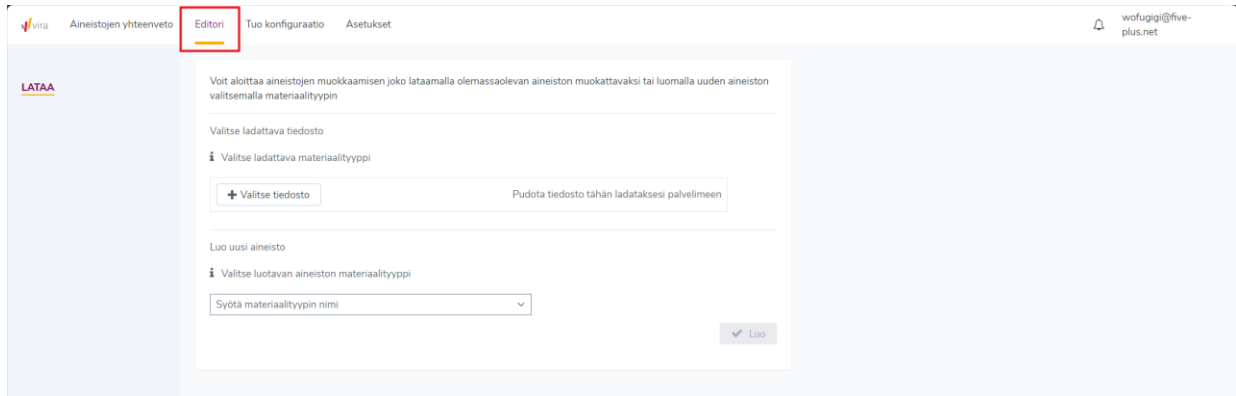 vira
Aineistojen yhteenveto
Editori
Tuo konfiguraatio
Asetukset
wofugigi@five-
plus.net
LATAA
Voit aloittaa aineistojen muokkaamisen joko lataamalla olemassaolevan aineiston muokattavaksi tai luomalla uuden aineiston
valitsemalla materiaalityypin
Valitse ladattava tiedosto
i Valitse ladattava materiaalityyppi
+ Valitse tiedosto
Pudota tiedosto tähän ladataksesi palvelimeen
Luo uusi aineisto
i Valitse luotavan aineiston materiaalityyppi
Syötä materiaalityypin nimi
Luo